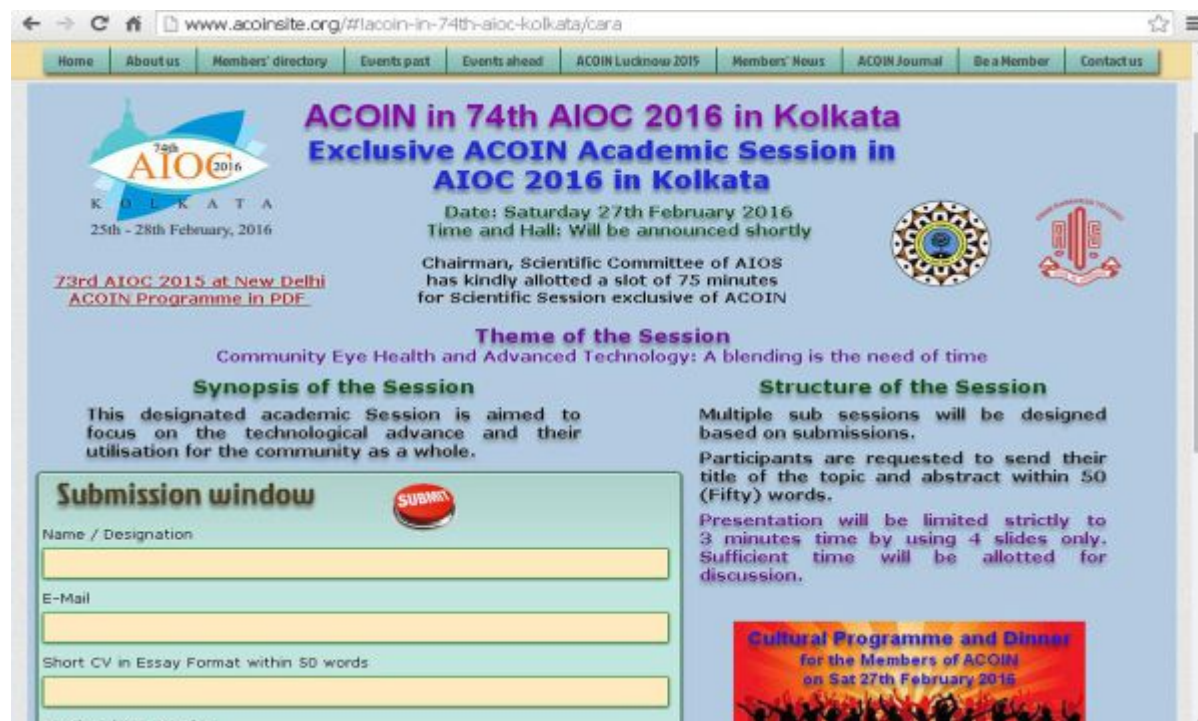 www.acoinsite.org/#!acoin-in-74th-aioc-kolkata/cara
Home
About us
Members' directory
Events past
Events ahead
ACOIN Lucknow 2015
Members' News
ACOIN Journal
Be a Member
Contact us
74th
AIOC
2016
KOLKATA
25th - 28th February, 2016
73rd AIOC 2015 at New Delhi
ACOIN Programme in PDF
ACOIN in 74th AIOC 2016 in Kolkata
Exclusive ACOIN Academic Session in
AIOC 2016 in Kolkata
Date: Saturday 27th February 2016
Time and Hall: Will be announced shortly
Chairman, Scientific Committee of AIOS
has kindly allotted a slot of 75 minutes
for Scientific Session exclusive of ACOIN
Theme of the Session
Community Eye Health and Advanced Technology: A blending is the need of time
Synopsis of the Session
This designated academic Session is aimed to
focus on the technological advance and their
utilisation for the community as a whole.
Submission window
SUBMIT
Name / Designation
E-Mail
Short CV in Essay Format within 50 words
Structure of the Session
Multiple sub sessions will be designed
based on submissions.
Participants are requested to send their
title of the topic and abstract within 50
(Fifty) words.
Presentation will be limited strictly to
3 minutes time by using 4 slides only.
Sufficient time will be allotted for
discussion.
Cultural Programme and Dinner
for the Members of ACOIN
on Sat 27th February 2016